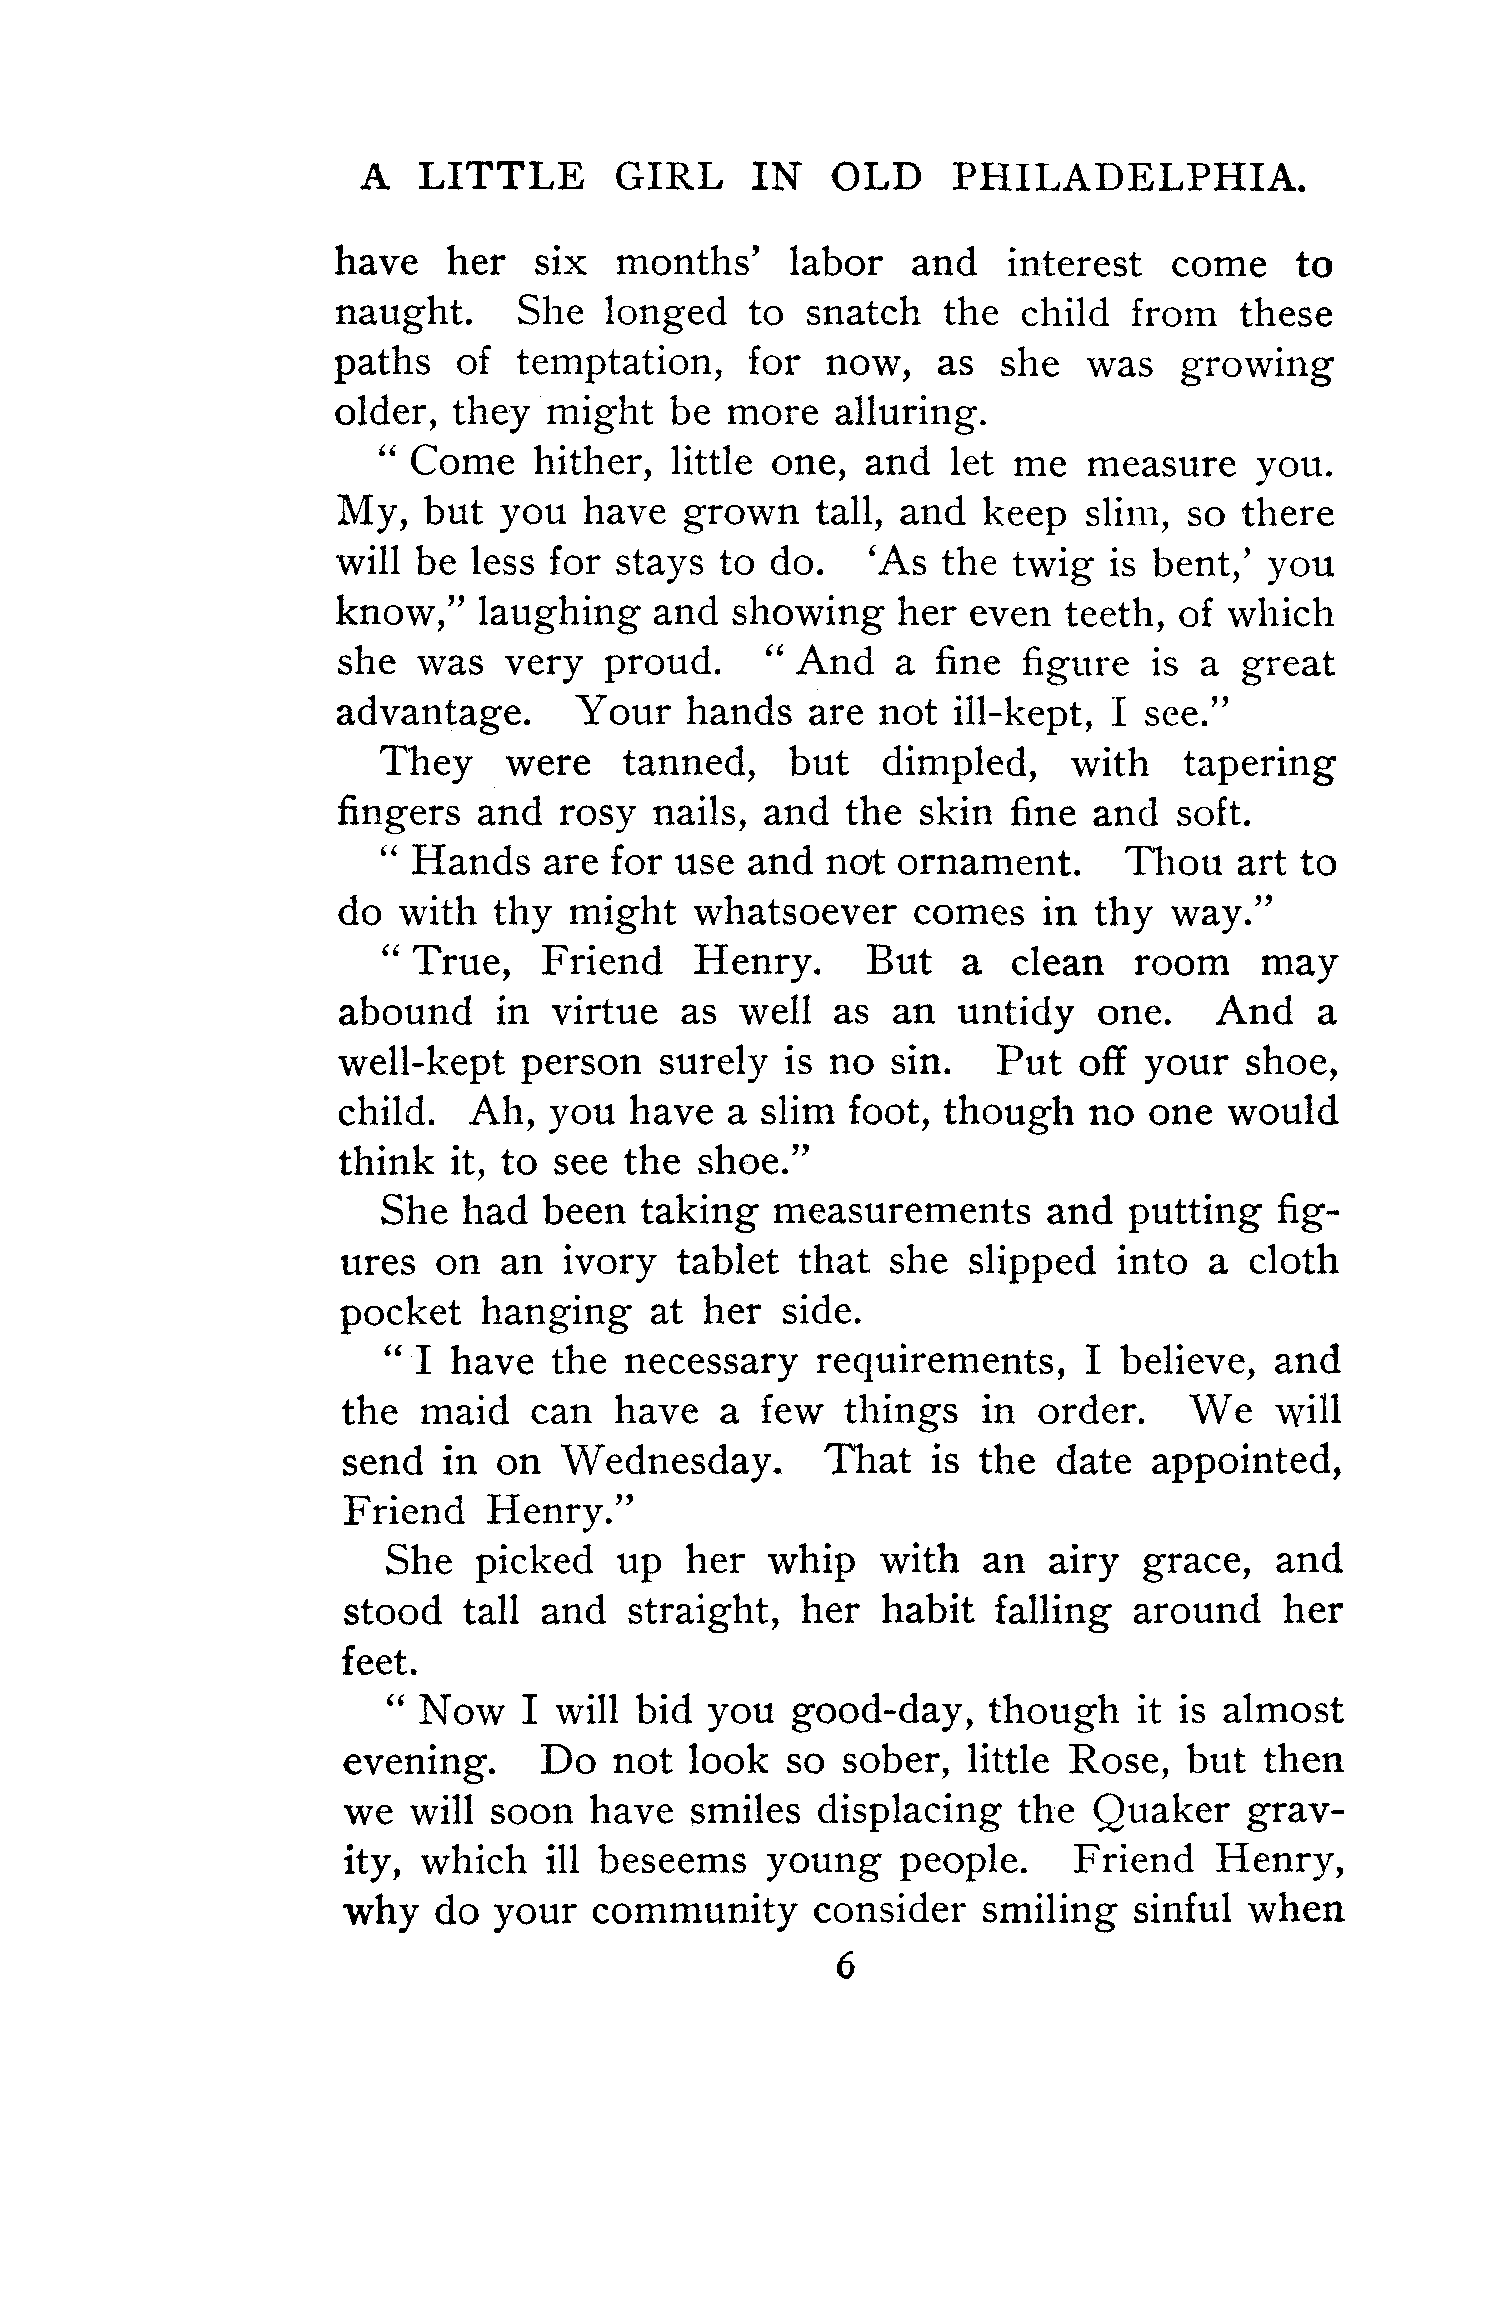 A LITTLE GIRL IN OLD PHILADELPHIA.
have her six months' labor and interest come to
naught. She longed to snatch the child from these
paths of temptation, for now, as she was growing
older, they might be more alluring.
" Come hither, little one, and let me measure you.
My, but you have grown tall, and keep slim, so there
will be less for stays to do. 'As the twig is bent,' you
know," laughing and showing her even teeth, of which
she was very proud. " And a fine figure is a great
advantage. Your hands are not ill-kept, I see."
They were tanned, but dimpled, with tapering
fingers and rosy nails, and the skin fine and soft.
" Hands are for use and not ornament. Thou art to
do with thy might whatsoever comes in thy way."
" True, Friend Henry. But a clean room may
abound in virtue as well as an untidy one. And a
well-kept person surely is no sin. Put off your shoe,
child. Ah, you have a slim foot, though no one would
think it, to see the shoe."
She had been taking measurements and putting fig-
ures on an ivory tablet that she slipped into a cloth
pocket hanging at her side.
" I have the necessary requirements, I believe, and
the maid can have a few things in order. We will
send in on Wednesday. That is the date appointed,
Friend Henry."
She picked up her whip with an airy grace, and
stood tall and straight, her habit falling around her
feet.
" Now I will bid you good-day, though it is almost
evening. Do not look so sober, little Rose, but then
we will soon have smiles displacing the Quaker grav-
ity, which ill beseems young people. Friend Henry,
why do your community consider smiling sinful when
6